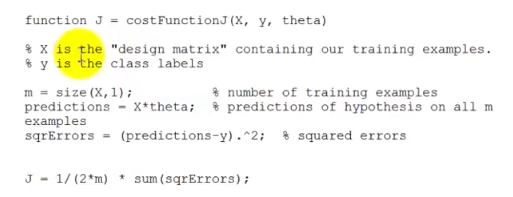 function J = costFunctionJ(X, y, theta)
% X is the "design matrix" containing our training examples.
% y is the class labels
m = size(X,1); % number of training examples
predictions = X*theta; % predictions of hypothesis on all m
examples
sqrErrors = (predictions-y).^2; % squared errors
J = 1/(2*m) * sum(sqrErrors);